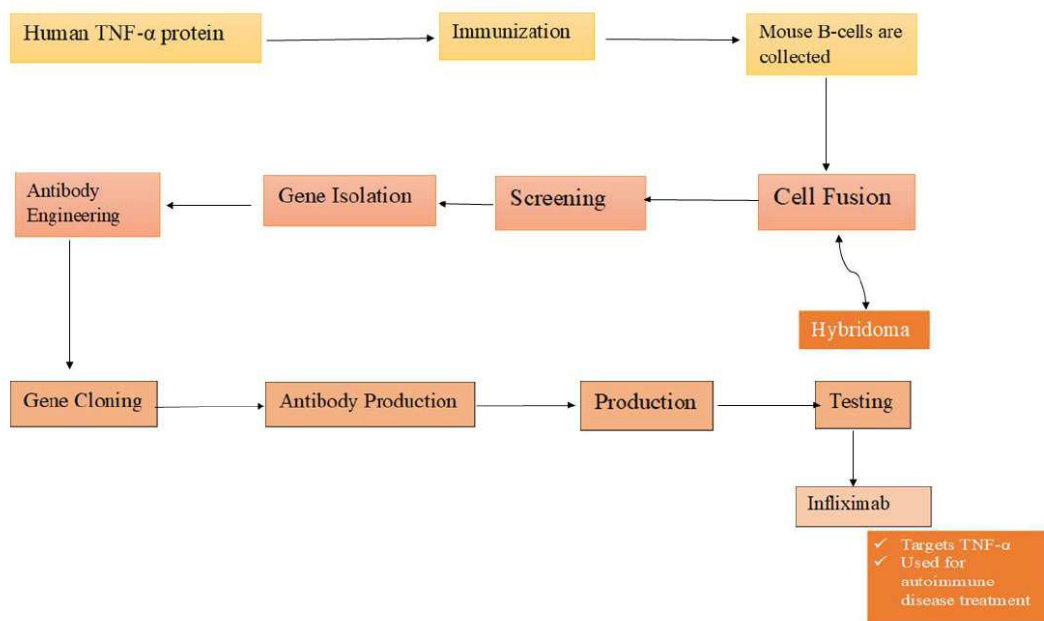 Human TNF-α protein
Immunization
Mouse B-cells are
collected
Antibody
Engineering
Gene Isolation
Screening
Cell Fusion
Hybridoma
Gene Cloning
Antibody Production
Production
Testing
Infliximab
✓ Targets TNF-α
✓ Used for
autoimmune
disease treatment